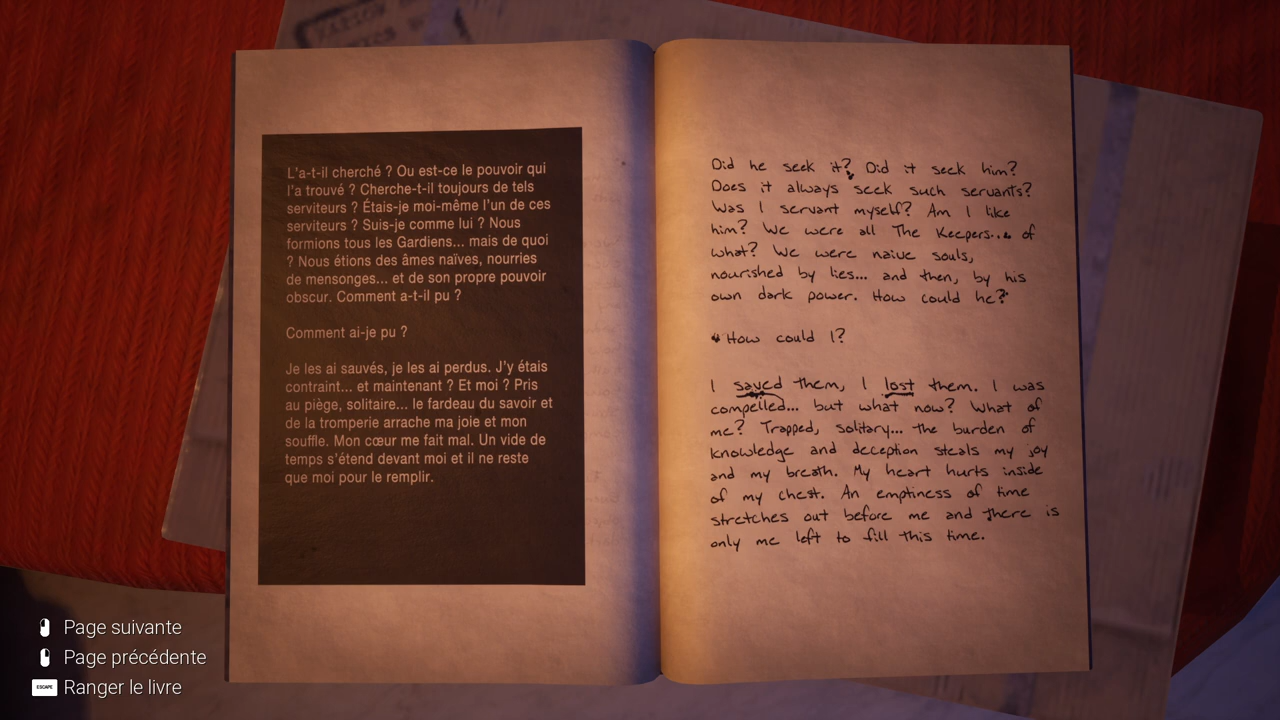 L'a-t-il cherché ? Ou est-ce le pouvoir qui
l'a trouvé ? Cherche-t-il toujours de tels
serviteurs ? Étais-je moi-même l'un de ces
serviteurs ? Suis-je comme lui ? Nous
formions tous les Gardiens... mais de quoi
? Nous étions des âmes naïves, nourries
de mensonges... et de son propre pouvoir
obscur. Comment a-t-il pu ?
Comment ai-je pu ?
Je les ai sauvés, je les ai perdus. J'y étais
contraint... et maintenant ? Et moi ? Pris
au piège, solitaire... le fardeau du savoir et
de la tromperie arrache ma joie et mon
souffle. Mon cœur me fait mal. Un vide de
temps s'étend devant moi et il ne reste
que moi pour le remplir.
Did he seek it? Did it seek him?
Does it always seek such servants?
Was I servant myself? Am I like
him? We were all The Keepers... of
what? We were naive souls,
nourished by lies... and then, by his
own dark power. How could he?
How could I?
I saved them, I lost them. I was
compelled... but what now? What of
me? Trapped, solitary... the burden of
knowledge and deception steals my joy
and my breath. My heart hurts inside
of my chest. An emptiness of time
stretches out before me and there is
only me left to fill this time.
Page suivante
Page précédente
ESCAPE Ranger le livre